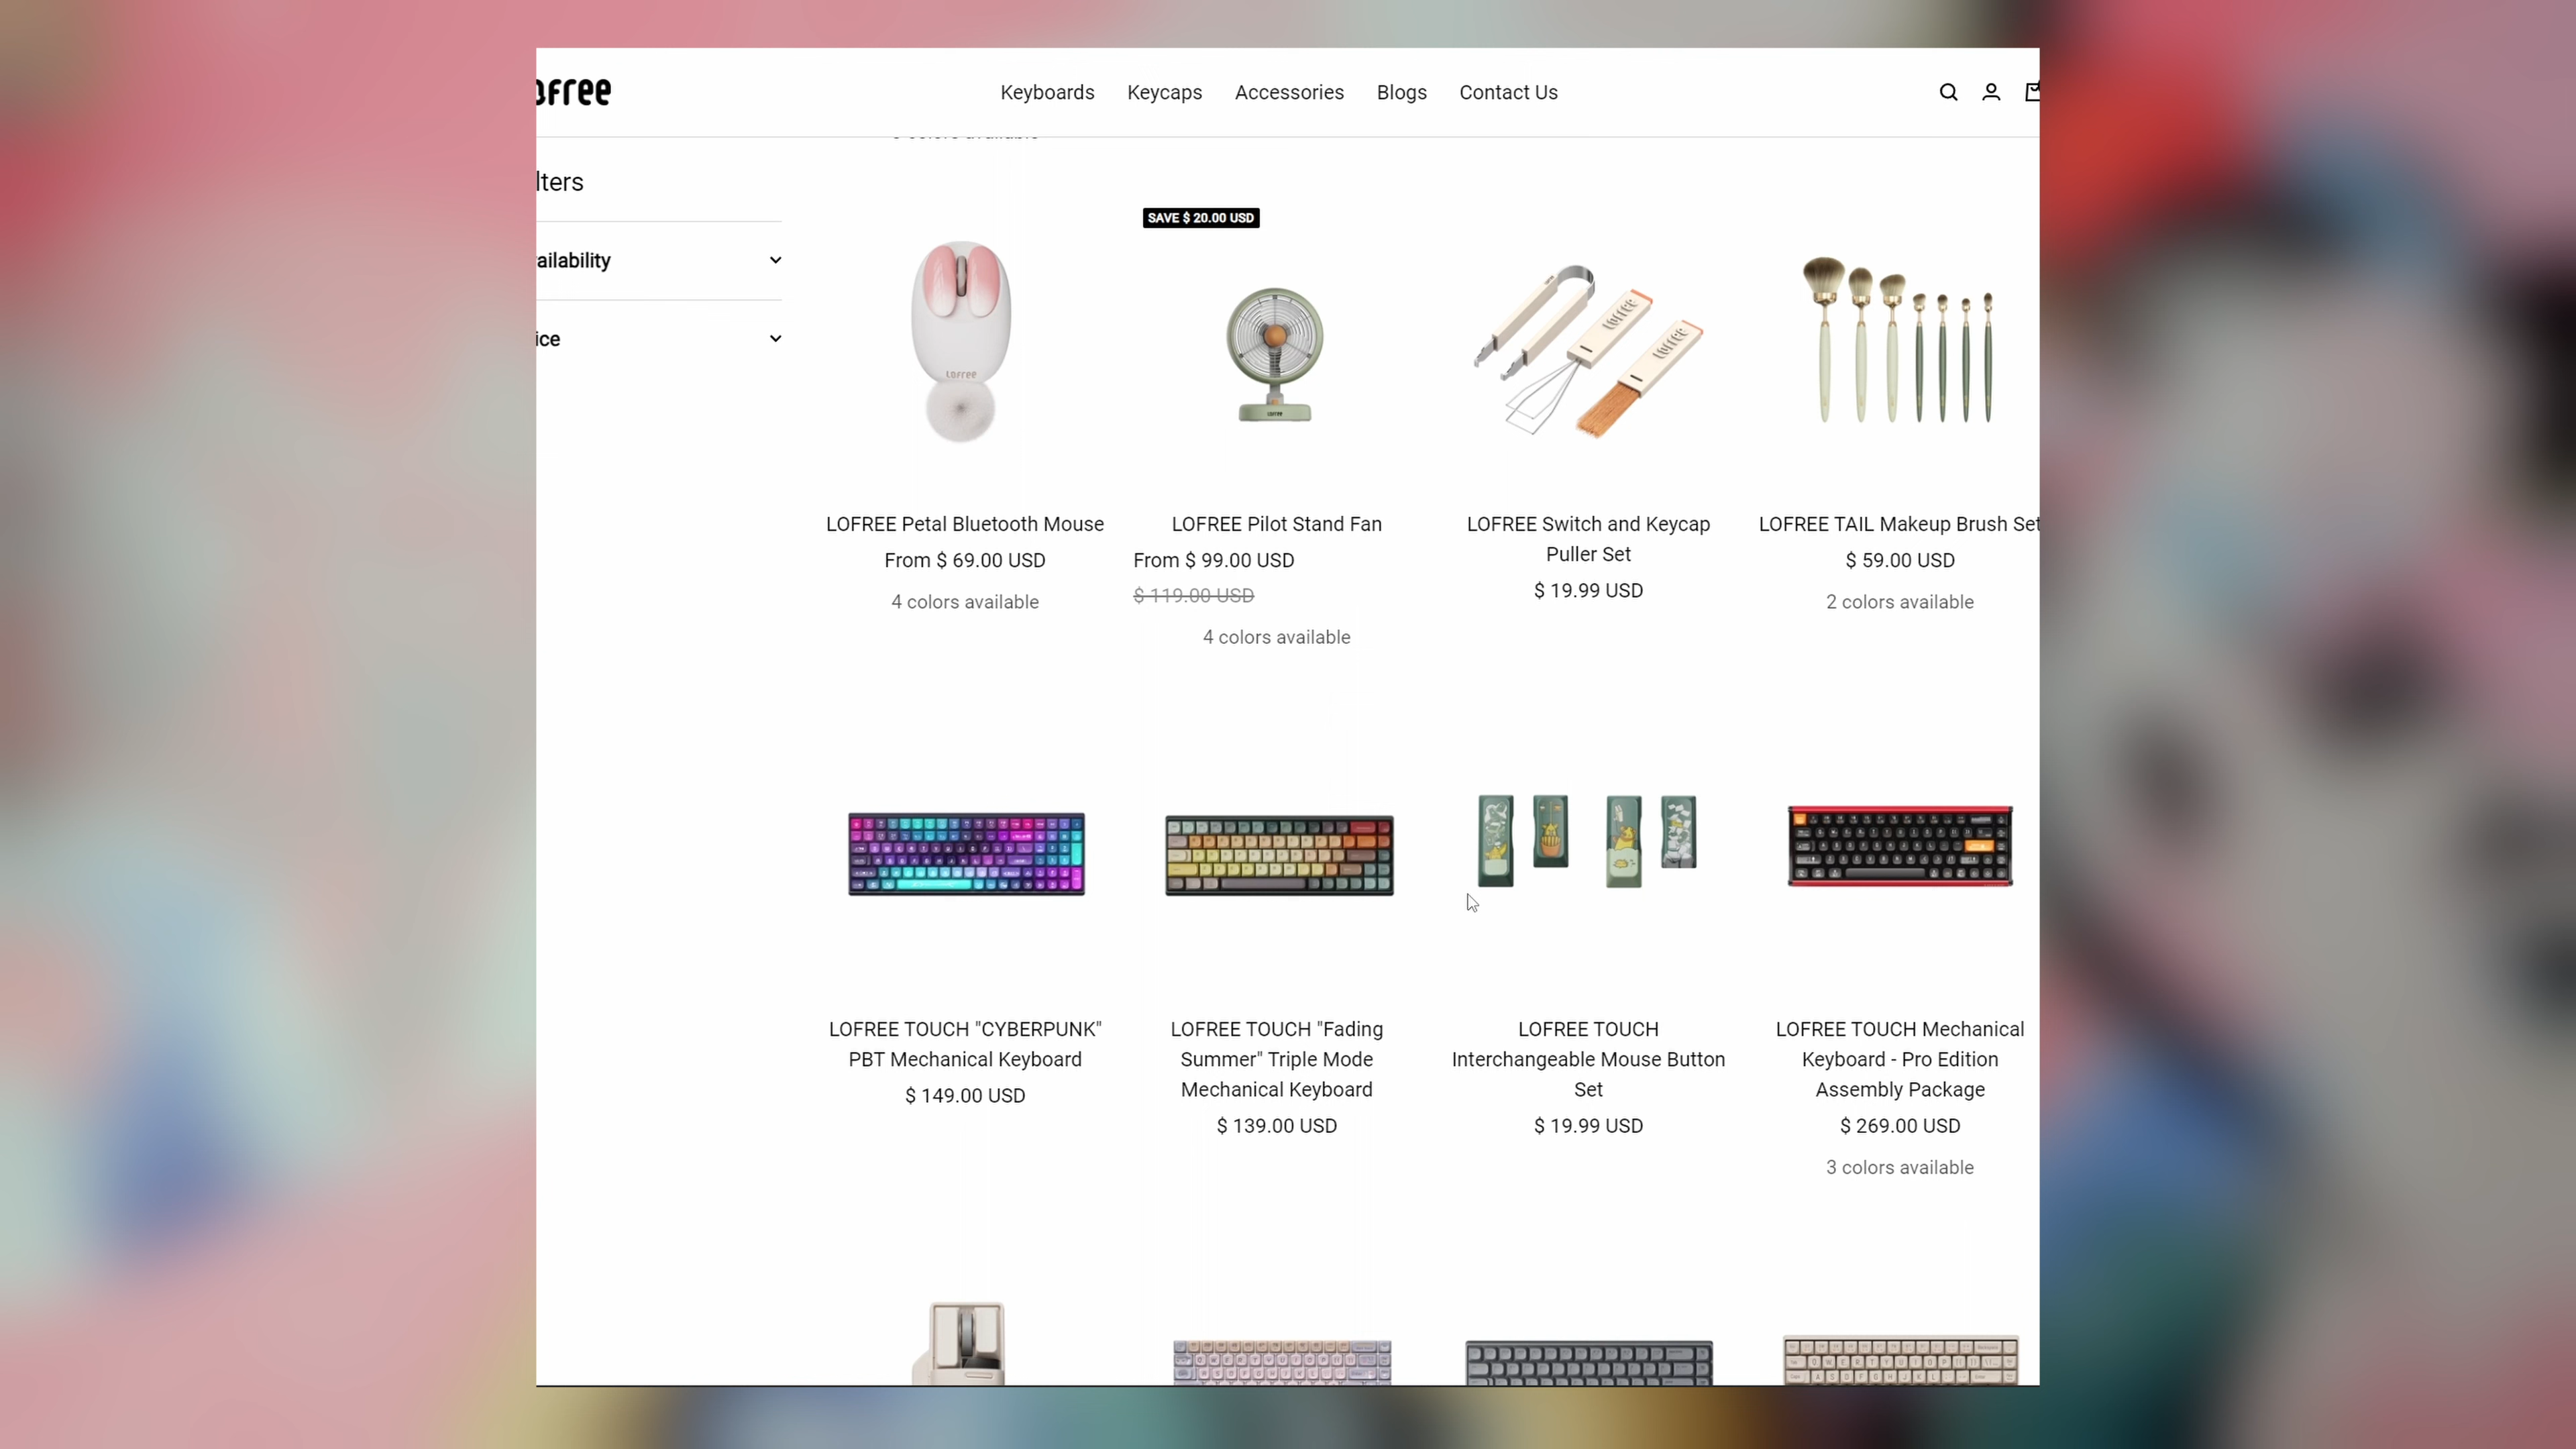 Lofree
Keyboards Keycaps Accessories Blogs Contact Us
lters
ailability
ice
SAVE $ 20.00 USD
Lofree
LOFREE
Lofree
Lofree
LOFREE Petal Bluetooth Mouse
From $ 69.00 USD
4 colors available
LOFREE Pilot Stand Fan
From $ 99.00 USD
$ 119.00 USD
4 colors available
LOFREE Switch and Keycap
Puller Set
$ 19.99 USD
LOFREE TAIL Makeup Brush Set
$ 59.00 USD
2 colors available
LOFREE TOUCH "CYBERPUNK"
PBT Mechanical Keyboard
$ 149.00 USD
LOFREE TOUCH "Fading
Summer" Triple Mode
Mechanical Keyboard
$ 139.00 USD
LOFREE TOUCH
Interchangeable Mouse Button
Set
$ 19.99 USD
LOFREE TOUCH Mechanical
Keyboard - Pro Edition
Assembly Package
$ 269.00 USD
3 colors available